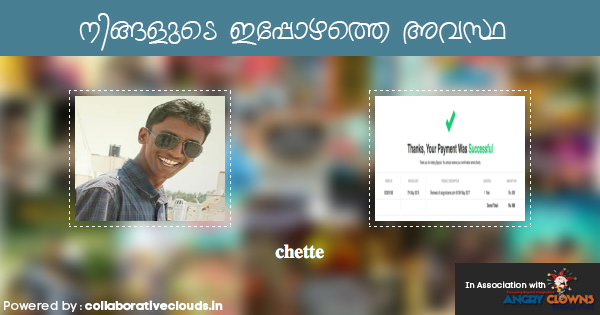 നിങ്ങളുടെ ഇപ്പോഴത്തെ അവസ്ഥ
Thanks, Your Payment Was Successful
chette
In Association with
ANGRY CLOWNS
Powered by : collaborativeclouds.in